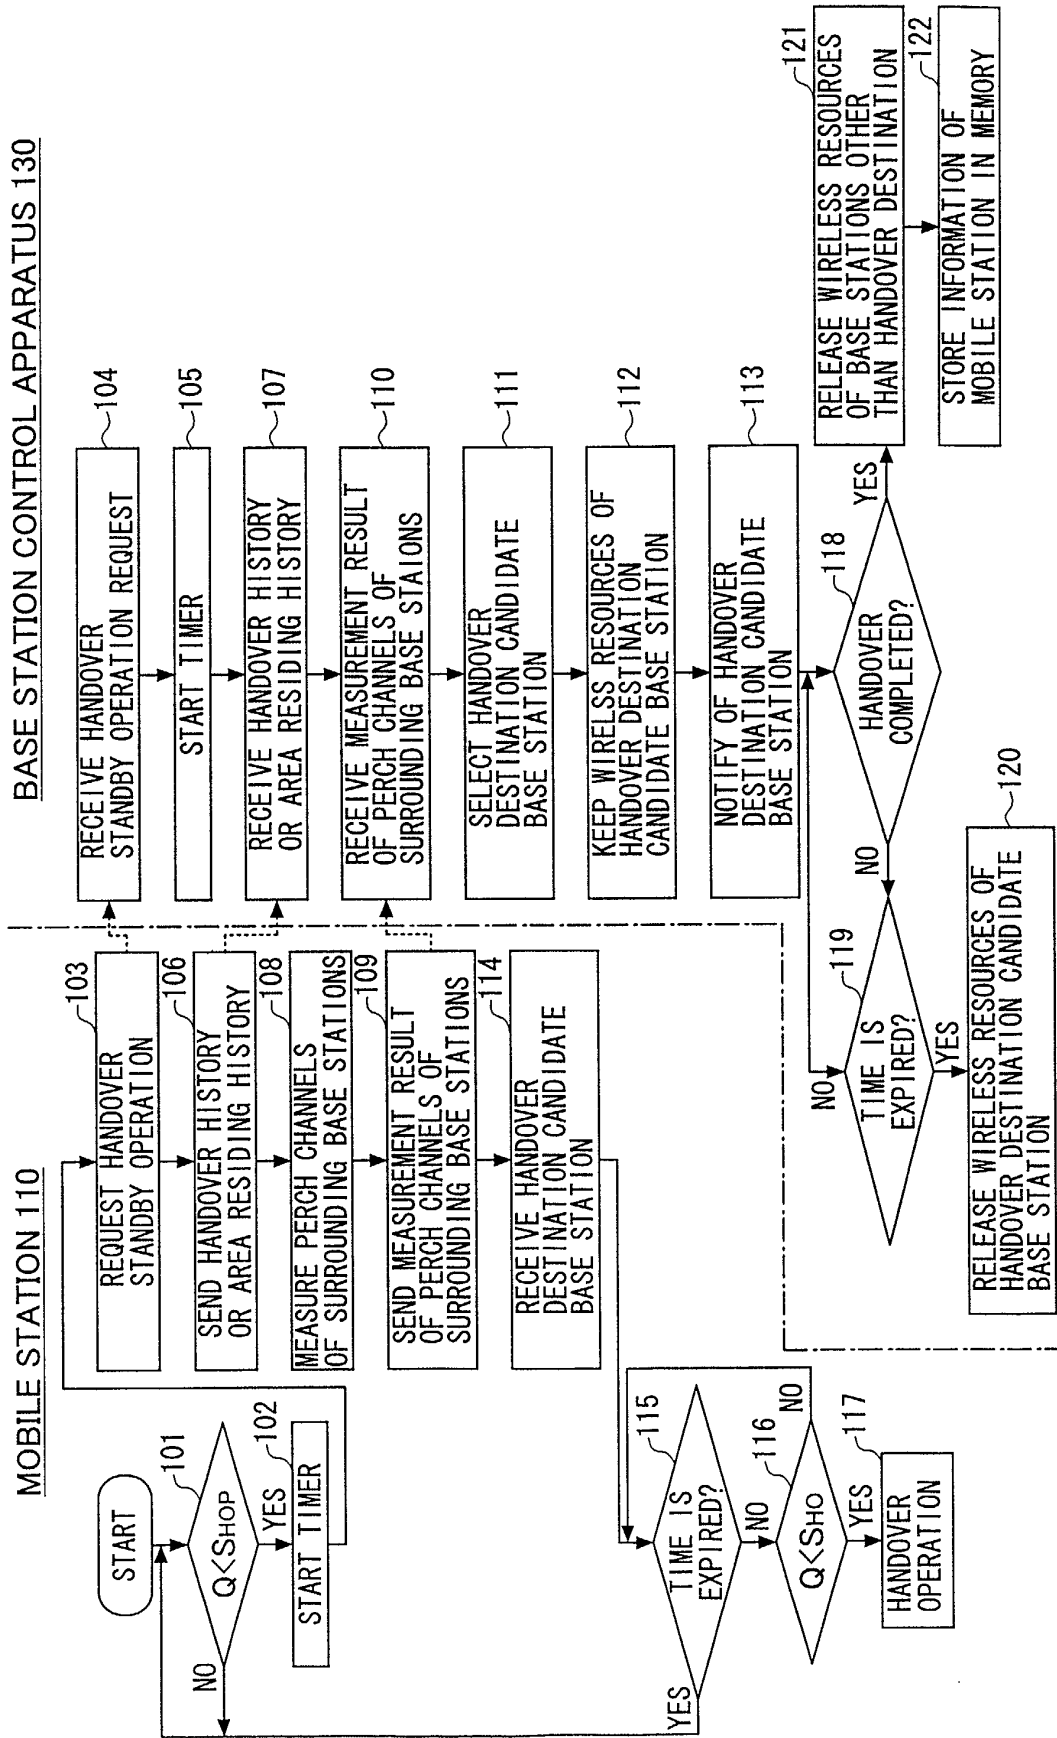 MOBILE STATION 110
START
101
Q<SHOP
NO
YES
102
START TIMER
103
REQUEST HANDOVER
STANDBY OPERATION
106
SEND HANDOVER HISTORY
OR AREA RESIDING HISTORY
108
MEASURE PERCH CHANNELS
OF SURROUNDING BASE STATIONS
109
SEND MEASUREMENT RESULT
OF PERCH CHANNELS OF
SURROUNDING BASE STATIONS
114
RECEIVE HANDOVER
DESTINATION CANDIDATE
BASE STATION
115
TIME IS
EXPIRED?
YES
NO
116
Q<SHO
NO
YES
117
HANDOVER
OPERATION
BASE STATION CONTROL APPARATUS 130
104
RECEIVE HANDOVER
STANDBY OPERATION REQUEST
105
START TIMER
107
RECEIVE HANDOVER HISTORY
OR AREA RESIDING HISTORY
110
RECEIVE MEASUREMENT RESULT
OF PERCH CHANNELS OF
SURROUNDING BASE STAIONS
111
SELECT HANDOVER
DESTINATION CANDIDATE
BASE STATION
112
KEEP WIRELSS RESOURCES OF
HANDOVER DESTINATION
CANDIDATE BASE STATION
113
NOTIFY OF HANDOVER
DESTINATION CANDIDATE
BASE STATION
118
HANDOVER
COMPLETED?
NO
YES
119
TIME IS
EXPIRED?
NO
YES
120
RELEASE WIRELESS RESOURCES OF
HANDOVER DESTINATION CANDIDATE
BASE STATION
121
RELEASE WIRELESS RESOURCES
OF BASE STATIONS OTHER
THAN HANDOVER DESTINATION
122
STORE INFORMATION OF
MOBILE STATION IN MEMORY